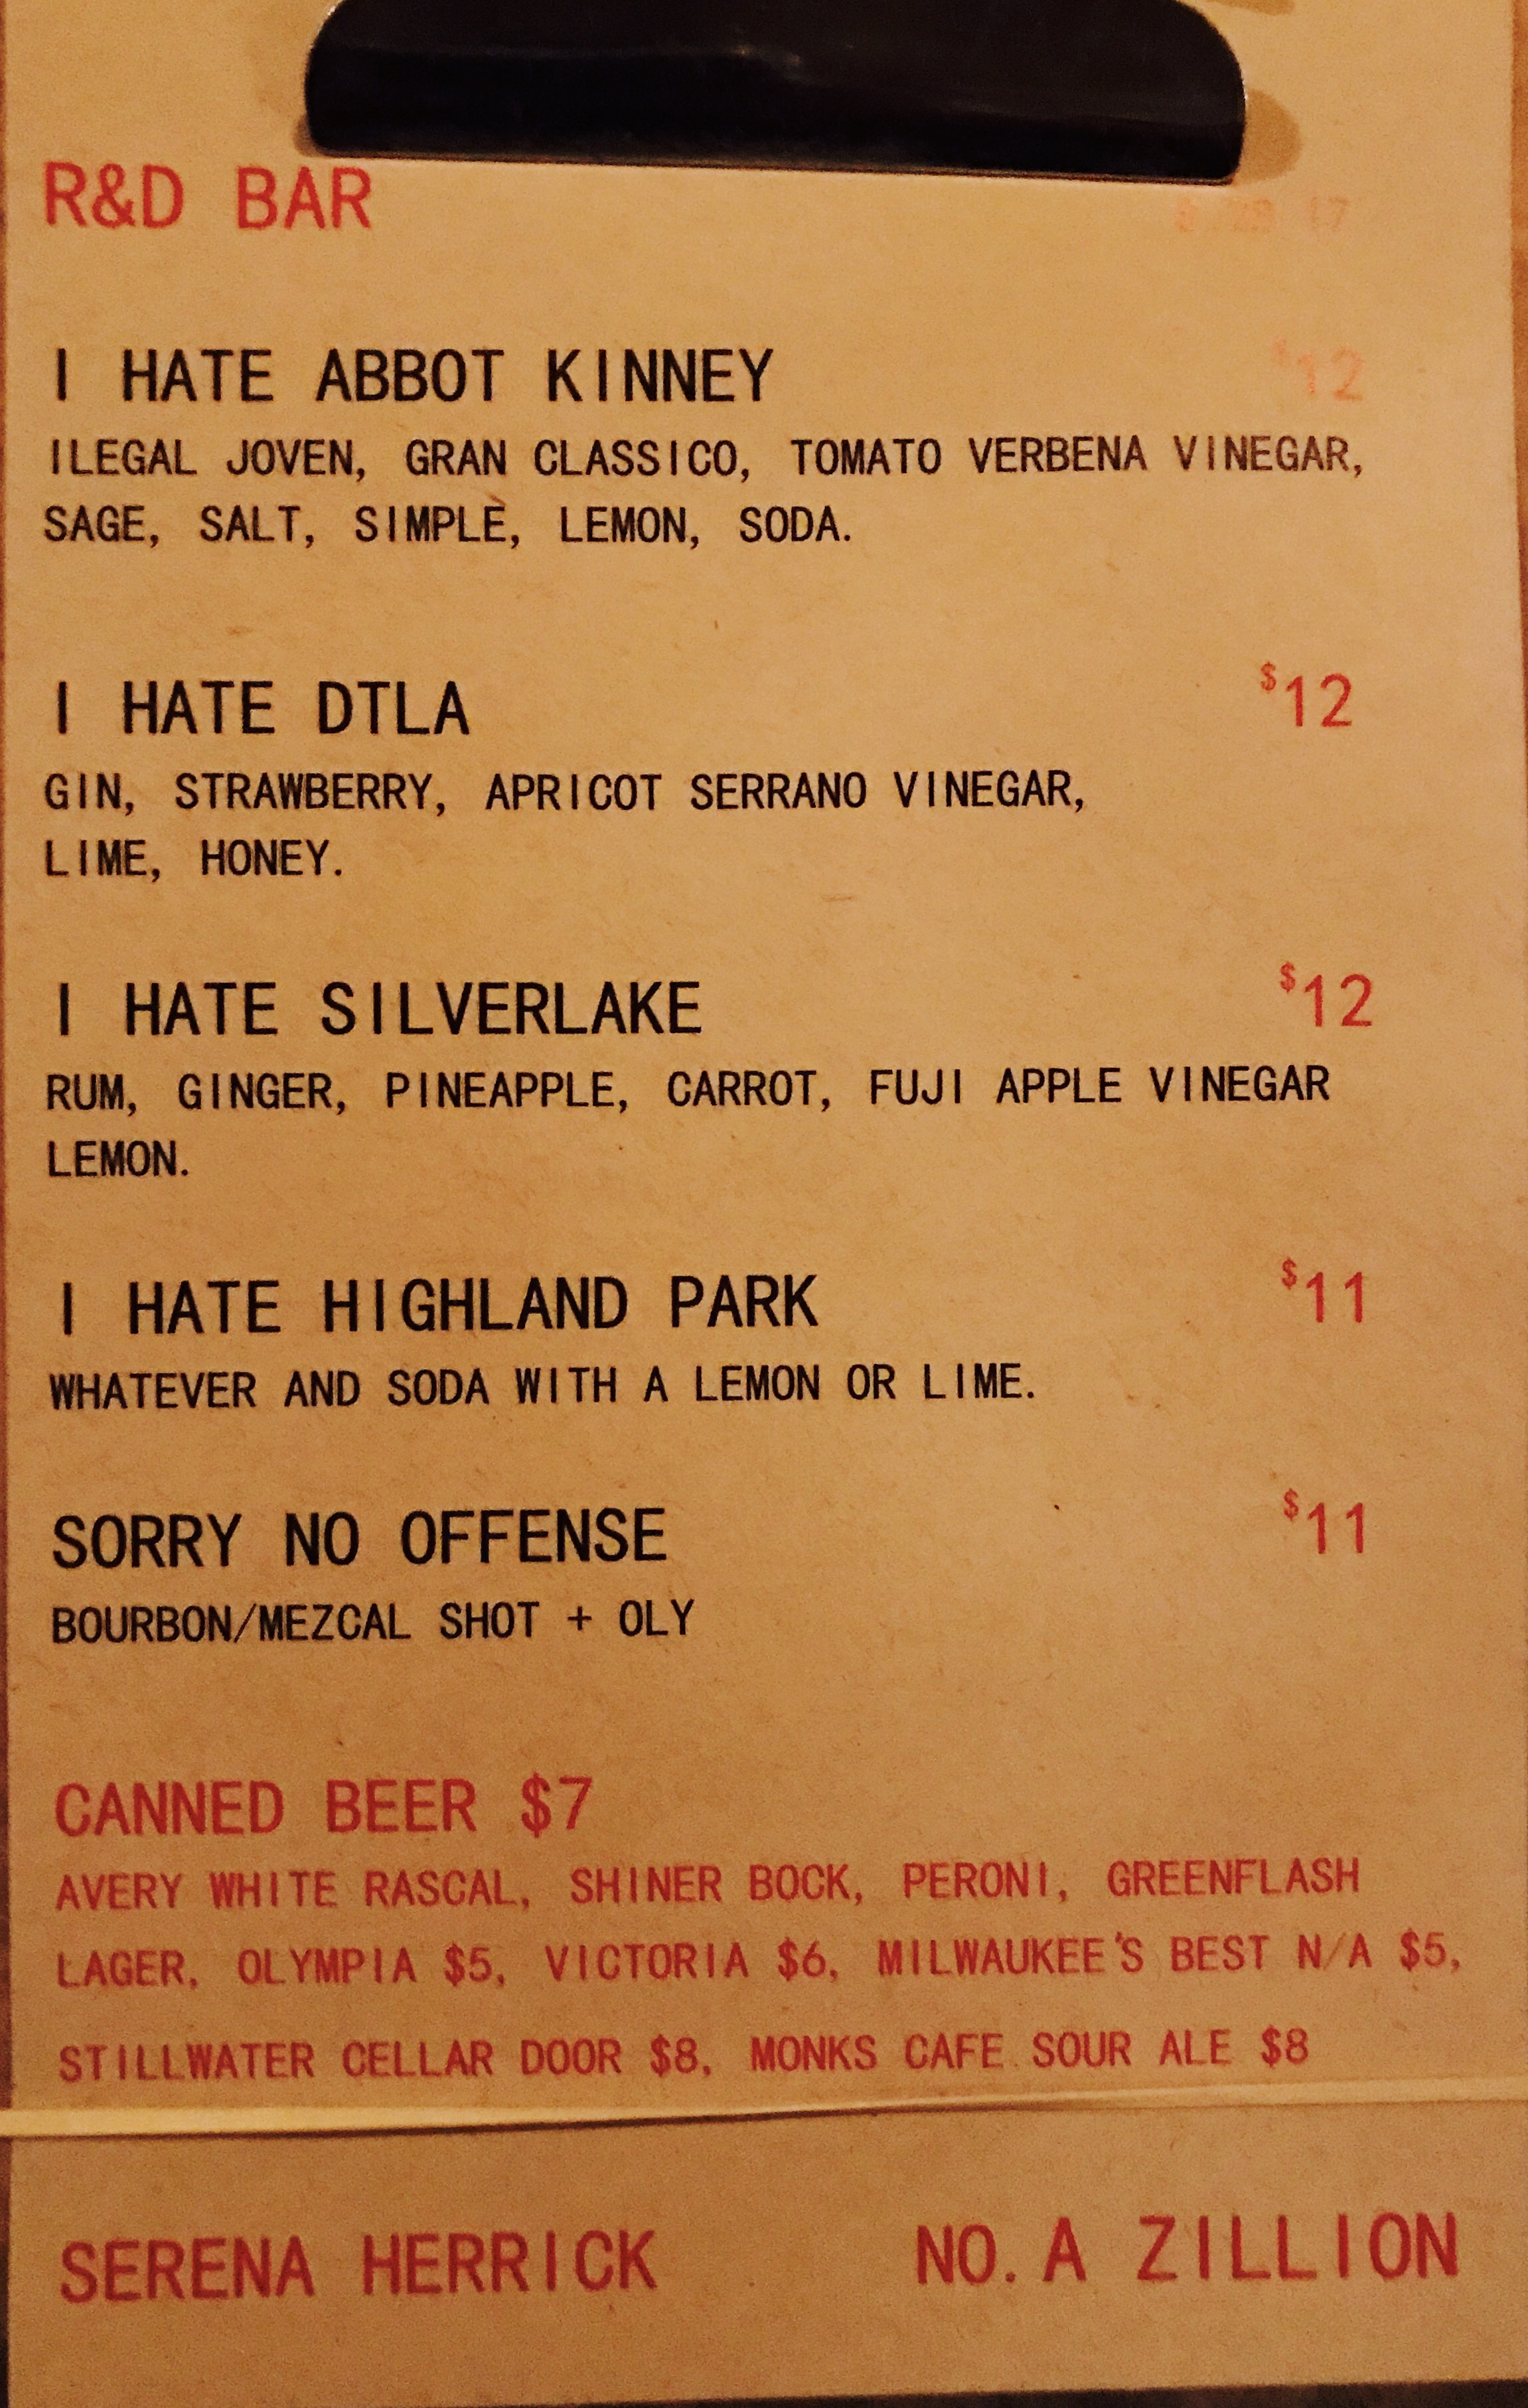 R&D BAR
I HATE ABBOT KINNEY $12
ILEGAL JOVEN, GRAN CLASSICO, TOMATO VERBENA VINEGAR,
SAGE, SALT, SIMPLE, LEMON, SODA.
I HATE DTLA $12
GIN, STRAWBERRY, APRICOT SERRANO VINEGAR,
LIME, HONEY.
I HATE SILVERLAKE $12
RUM, GINGER, PINEAPPLE, CARROT, FUJI APPLE VINEGAR
LEMON.
I HATE HIGHLAND PARK $11
WHATEVER AND SODA WITH A LEMON OR LIME.
SORRY NO OFFENSE $11
BOURBON/MEZCAL SHOT + OLY
CANNED BEER $7
AVERY WHITE RASCAL, SHINER BOCK, PERONI, GREENFLASH
LAGER, OLYMPIA $5, VICTORIA $6, MILWAUKEE'S BEST N/A $5,
STILLWATER CELLAR DOOR $8, MONKS CAFE SOUR ALE $8
SERENA HERRICK NO. A ZILLION